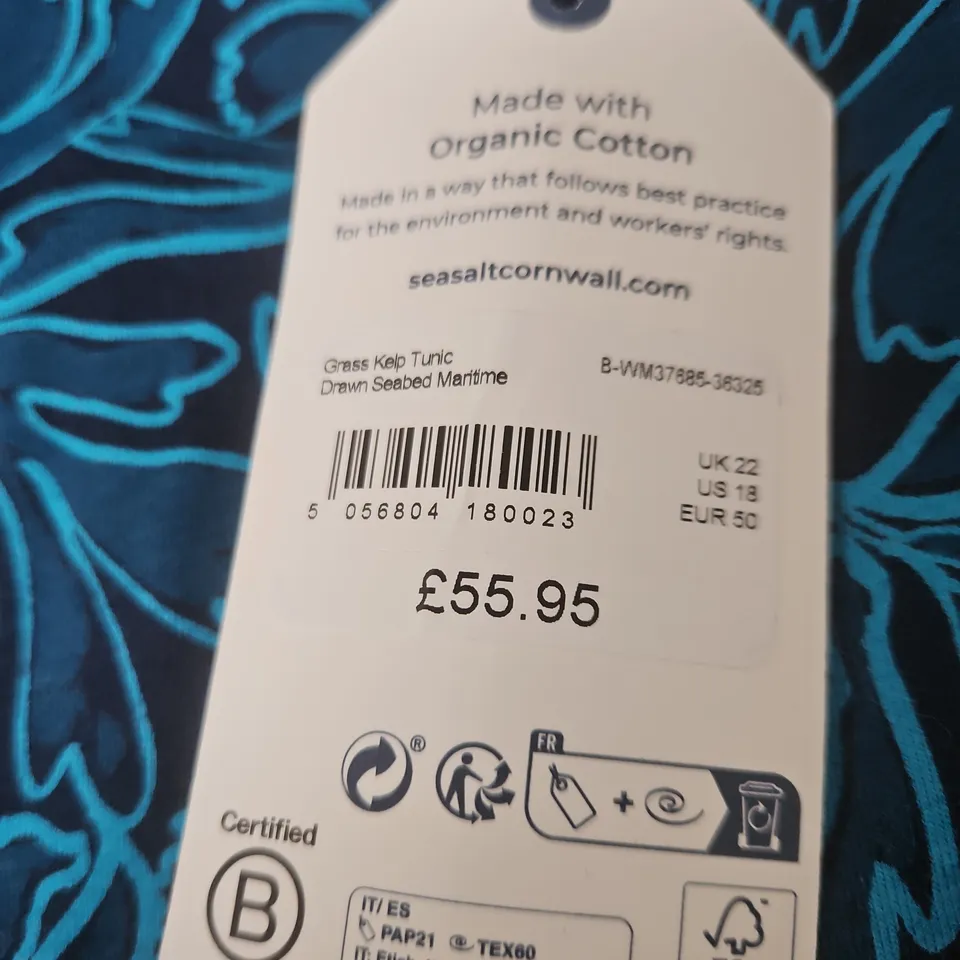 Made with
Organic Cotton
Made in a way that follows best practice
for the environment and workers' rights.
seasaltcornwall.com
Grass Kelp Tunic
Drawn Seabed Maritime
B-WM37685-36325
UK 22
US 18
EUR 50
5 056804 180023
£55.95
®
FR
+
Certified
B
IT/ ES
PAP21 TEX60
IT: